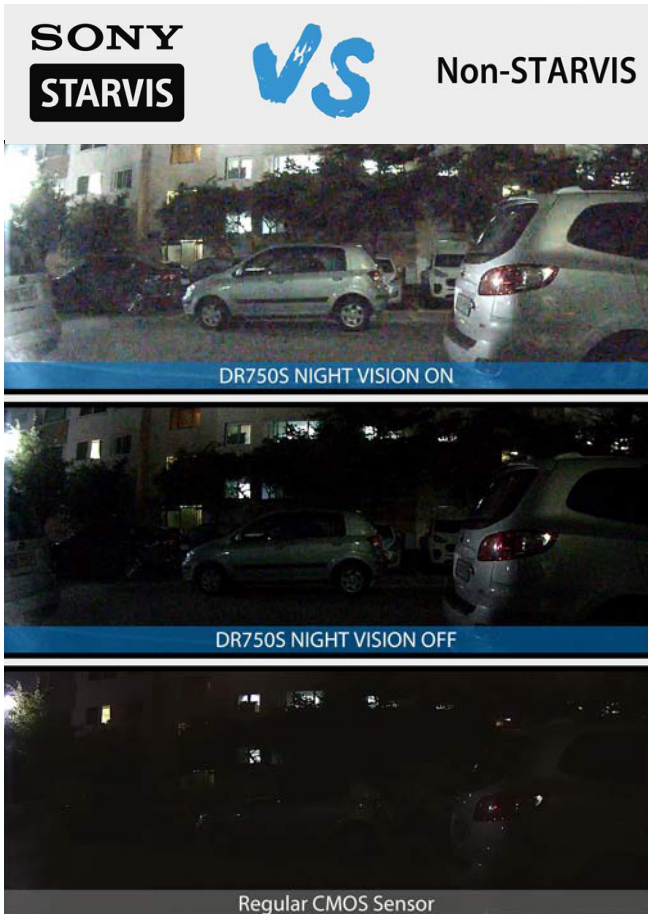 SONY
STARVIS
VS
Non-STARVIS
DR750S NIGHT VISION ON
DR750S NIGHT VISION OFF
Regular CMOS Sensor